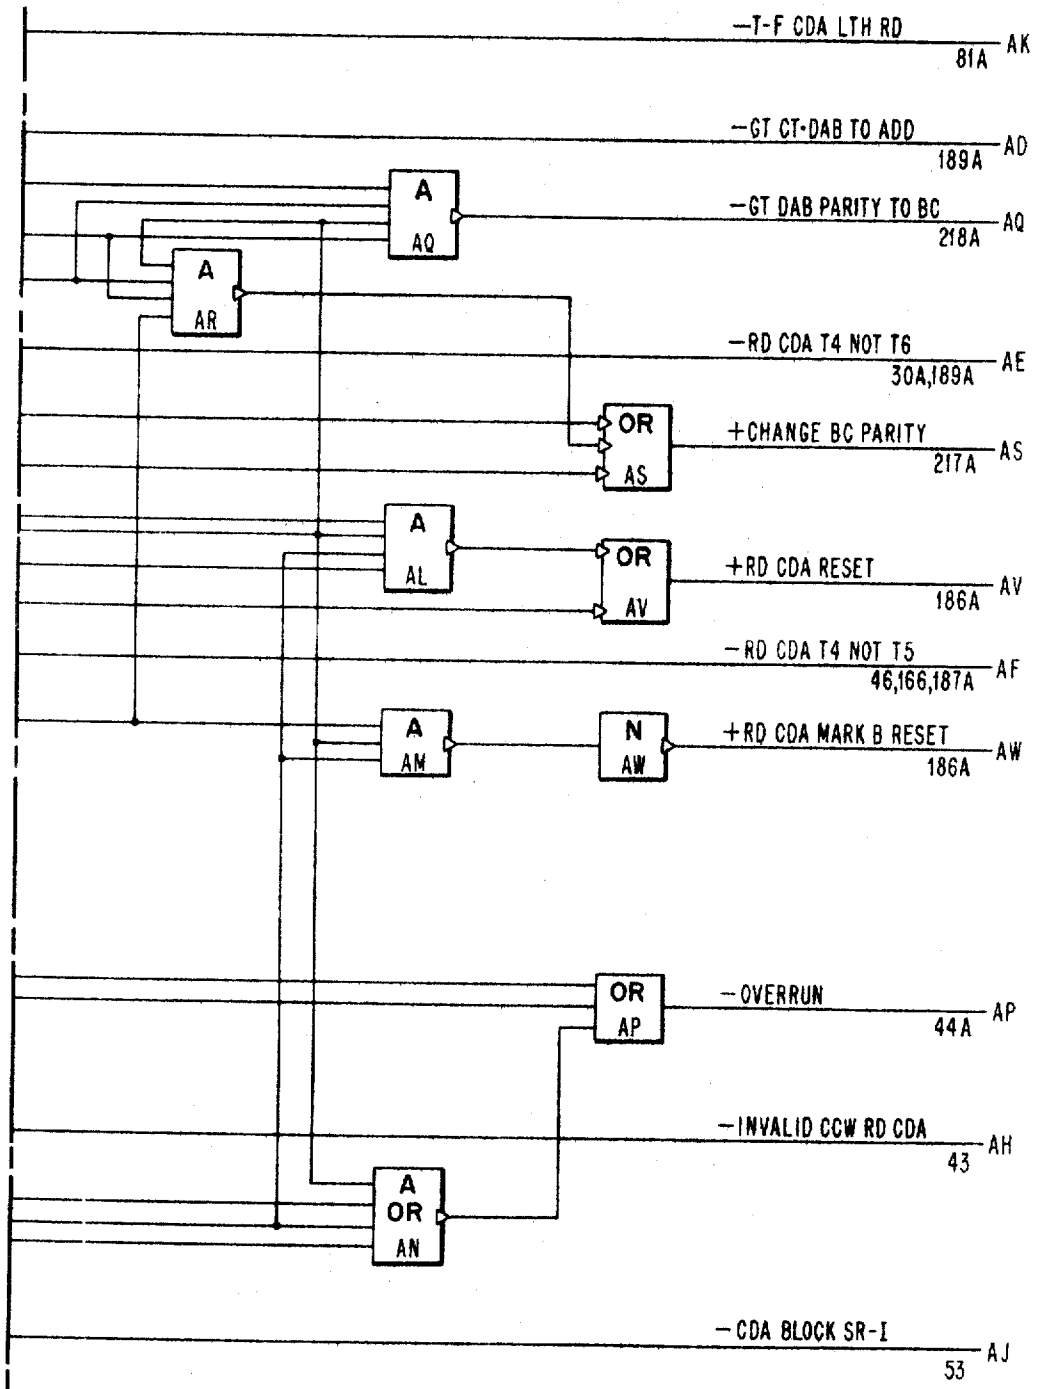 −T-F CDA LTH RD
AK
81A
−GT CT·DAB TO ADD
AD
189A
A
AQ
−GT DAB PARITY TO BC
AQ
218A
A
AR
−RD CDA T4 NOT T6
AE
30A,189A
OR
AS
+CHANGE BC PARITY
AS
217A
A
AL
OR
AV
+RD CDA RESET
AV
186A
−RD CDA T4 NOT T5
AF
46,166,187A
A
AM
N
AW
+RD CDA MARK B RESET
AW
186A
OR
AP
−OVERRUN
AP
44A
−INVALID CCW RD CDA
AH
43
A
OR
AN
−CDA BLOCK SR-I
AJ
53